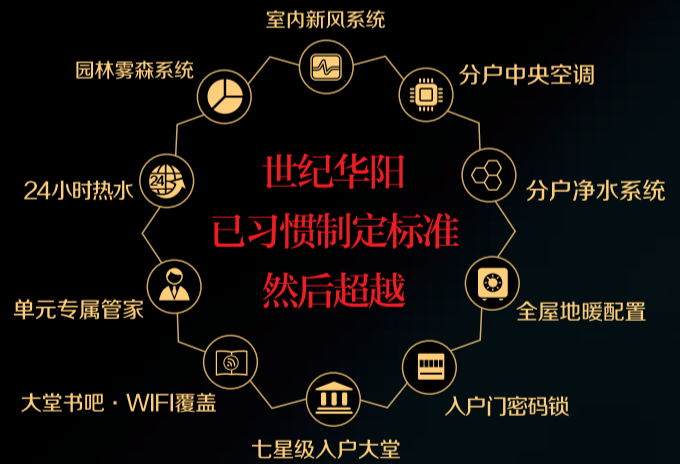 室内新风系统
园林雾森系统
分户中央空调
24
24小时热水
分户净水系统
世纪华阳
已习惯制定标准
然后超越
单元专属管家
全屋地暖配置
大堂书吧·WIFI覆盖
入户门密码锁
七星级入户大堂